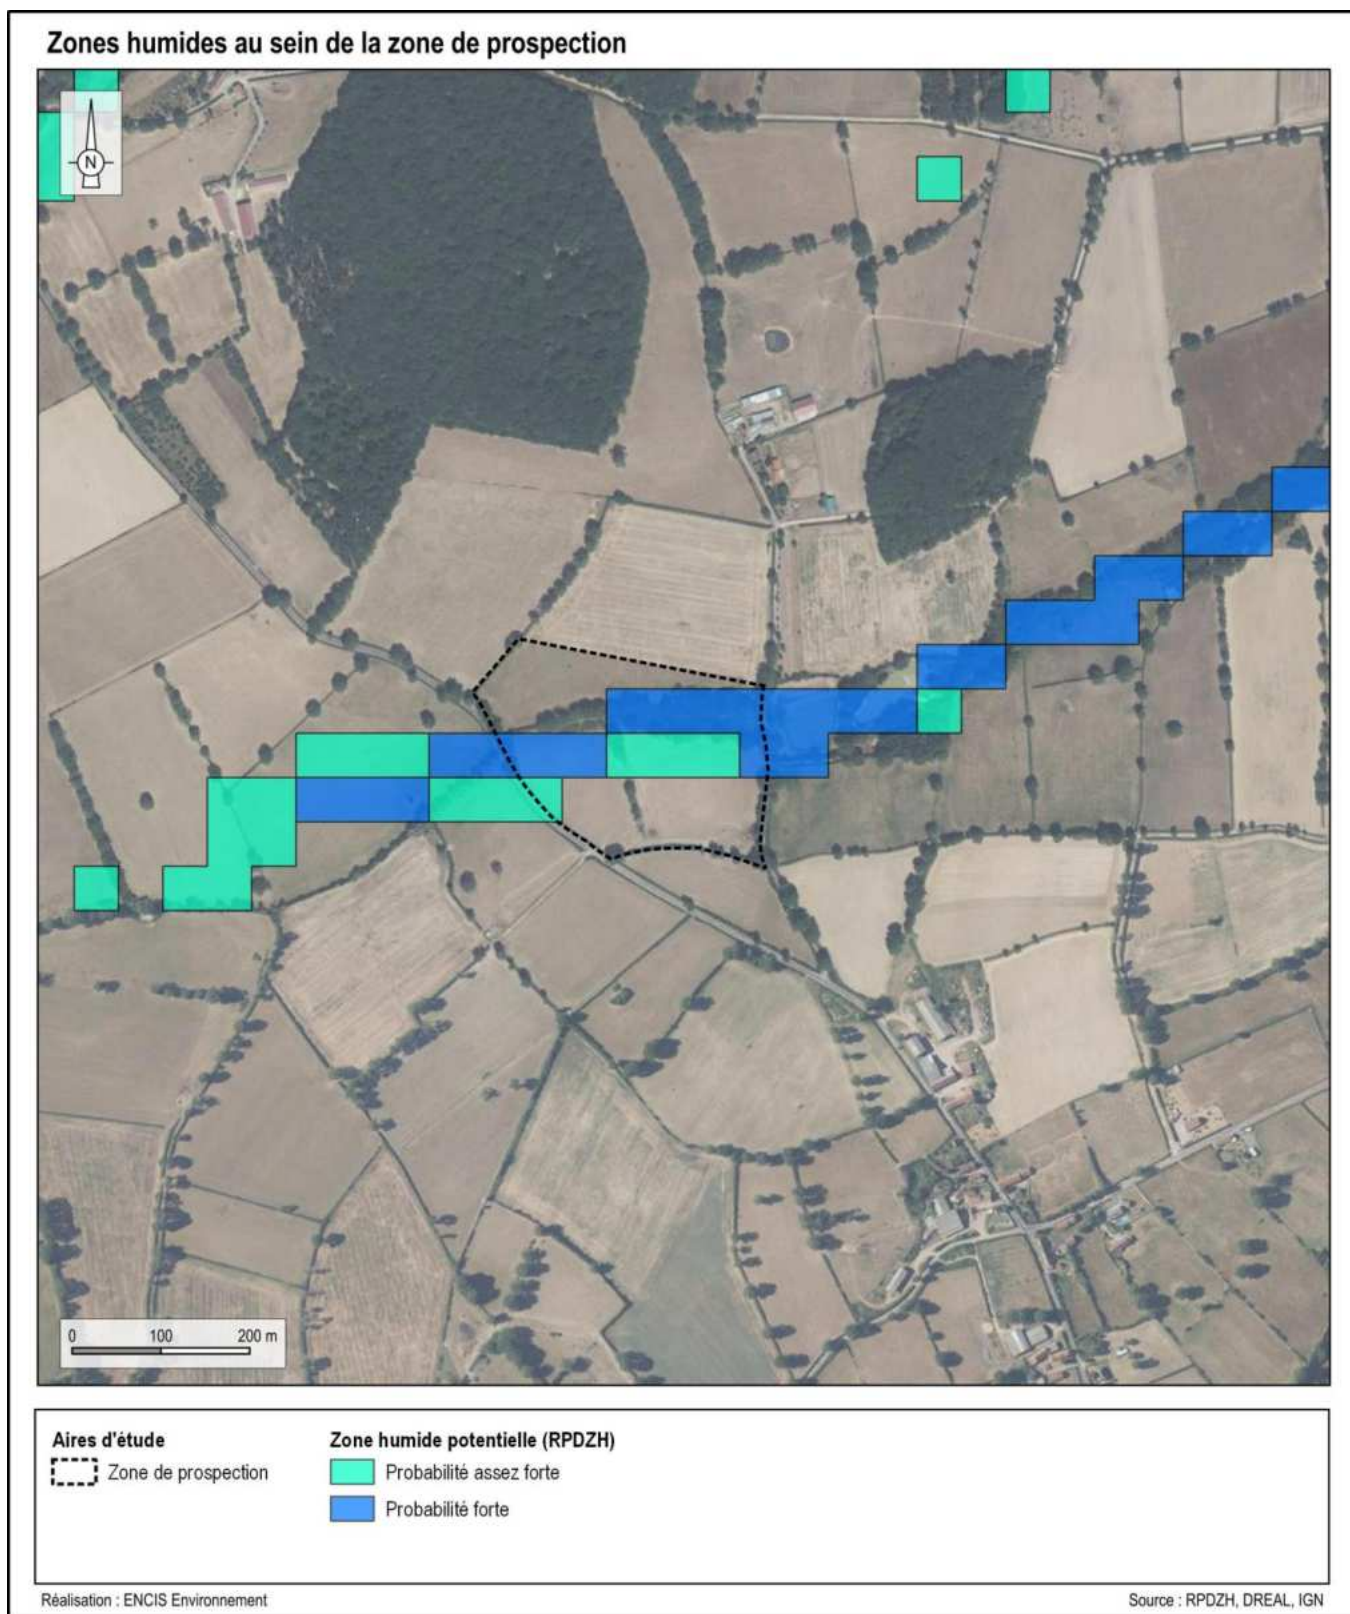 Zones humides au sein de la zone de prospection
N
0 100 200 m
Aires d'étude
Zone de prospection
Zone humide potentielle (RPDZH)
Probabilité assez forte
Probabilité forte
Réalisation : ENCIS Environnement
Source : RPDZH, DREAL, IGN